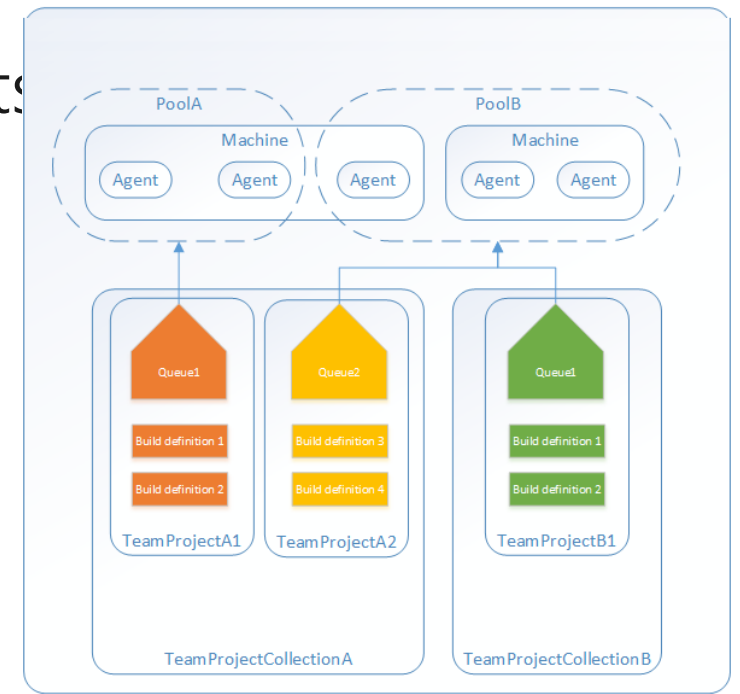 ts
PoolA
PoolB
Machine
Machine
Agent
Agent
Agent
Agent
Agent
Queue1
Queue2
Queue1
Build definition 1
Build definition 3
Build definition 1
Build definition 2
Build definition 4
Build definition 2
TeamProjectA1
TeamProjectA2
TeamProjectB1
TeamProjectCollectionA
TeamProjectCollectionB